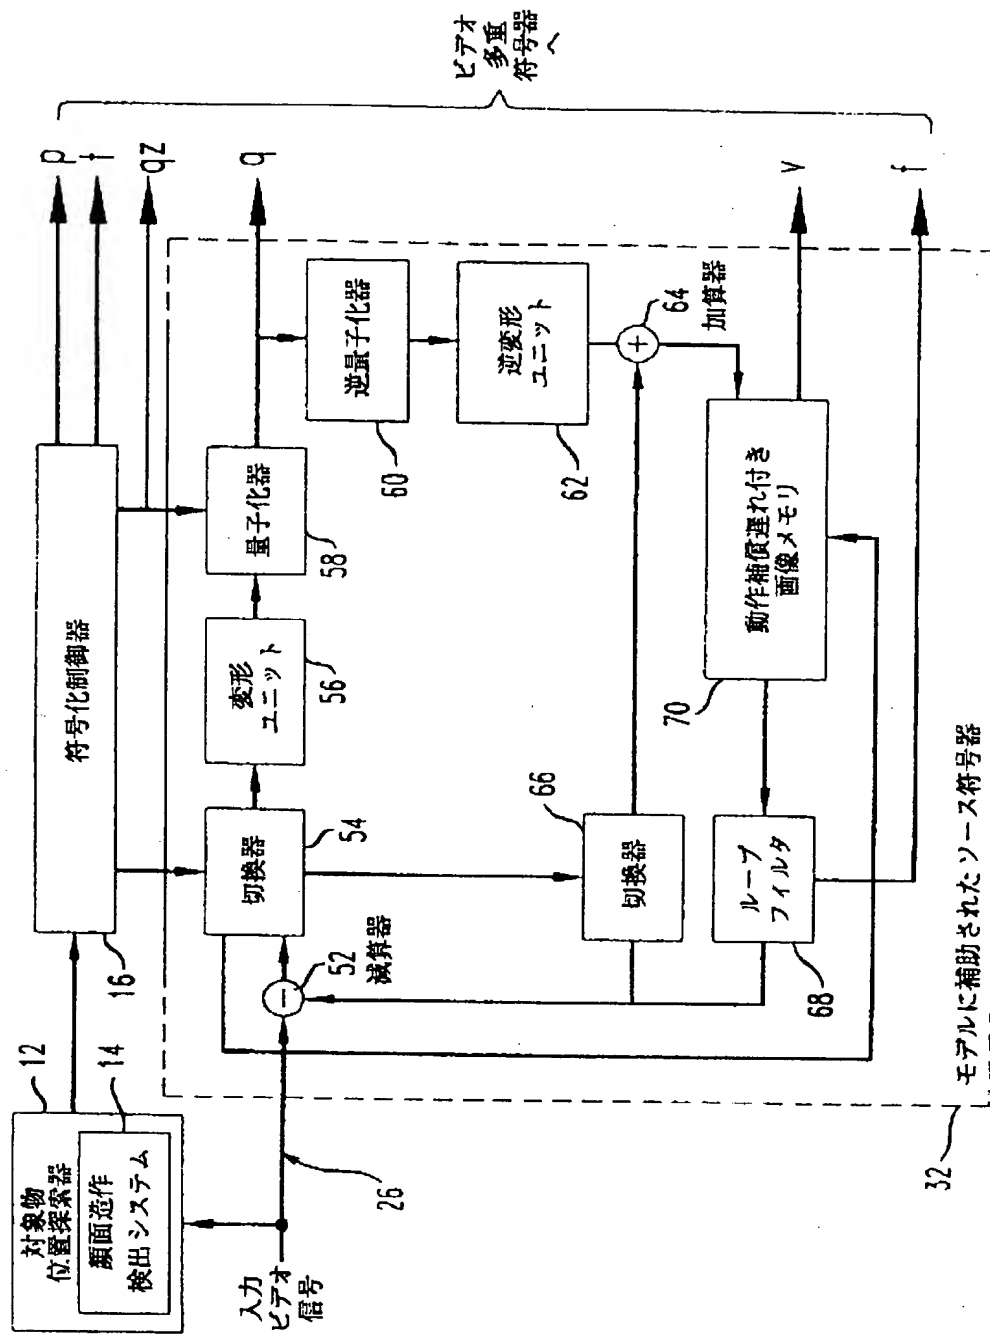 対象物
位置探索器
12
顔面造作
検出システム
14
入力
ビデオ
信号
26
符号化制御器
16
p
t
qz
q
v
f
ビデオ
多重
符号器
へ
52
減算器
切換器
54
変形
ユニット
56
量子化器
58
逆量子化器
60
逆変形
ユニット
62
64
加算器
切換器
66
ループ
フィルタ
68
動作補償遅れ付き
画像メモリ
70
32
モデルに補助されたソース符号器